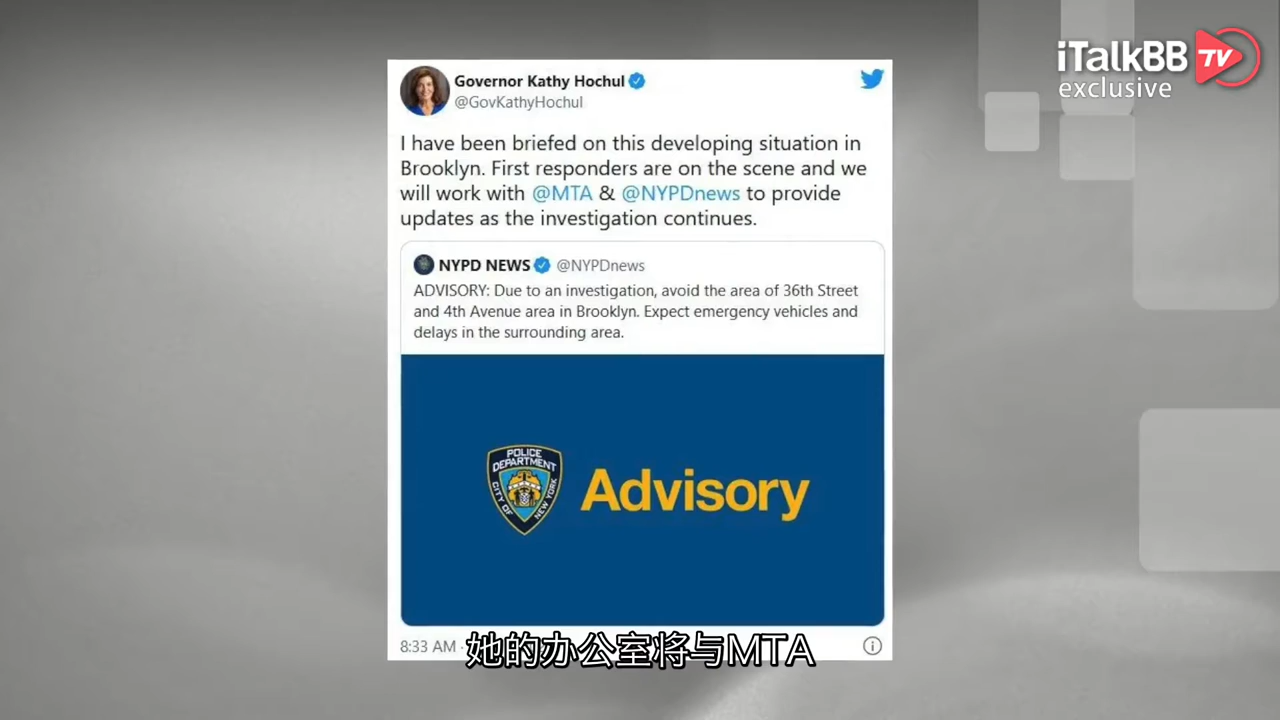 iTalkBB TV
exclusive
Governor Kathy Hochul
@GovKathyHochul
I have been briefed on this developing situation in
Brooklyn. First responders are on the scene and we
will work with @MTA & @NYPDnews to provide
updates as the investigation continues.
NYPD NEWS @NYPDnews
ADVISORY: Due to an investigation, avoid the area of 36th Street
and 4th Avenue area in Brooklyn. Expect emergency vehicles and
delays in the surrounding area.
POLICE
DEPARTMENT
CITY OF
NEW YORK
Advisory
8:33 AM ·
她的办公室将与MTA